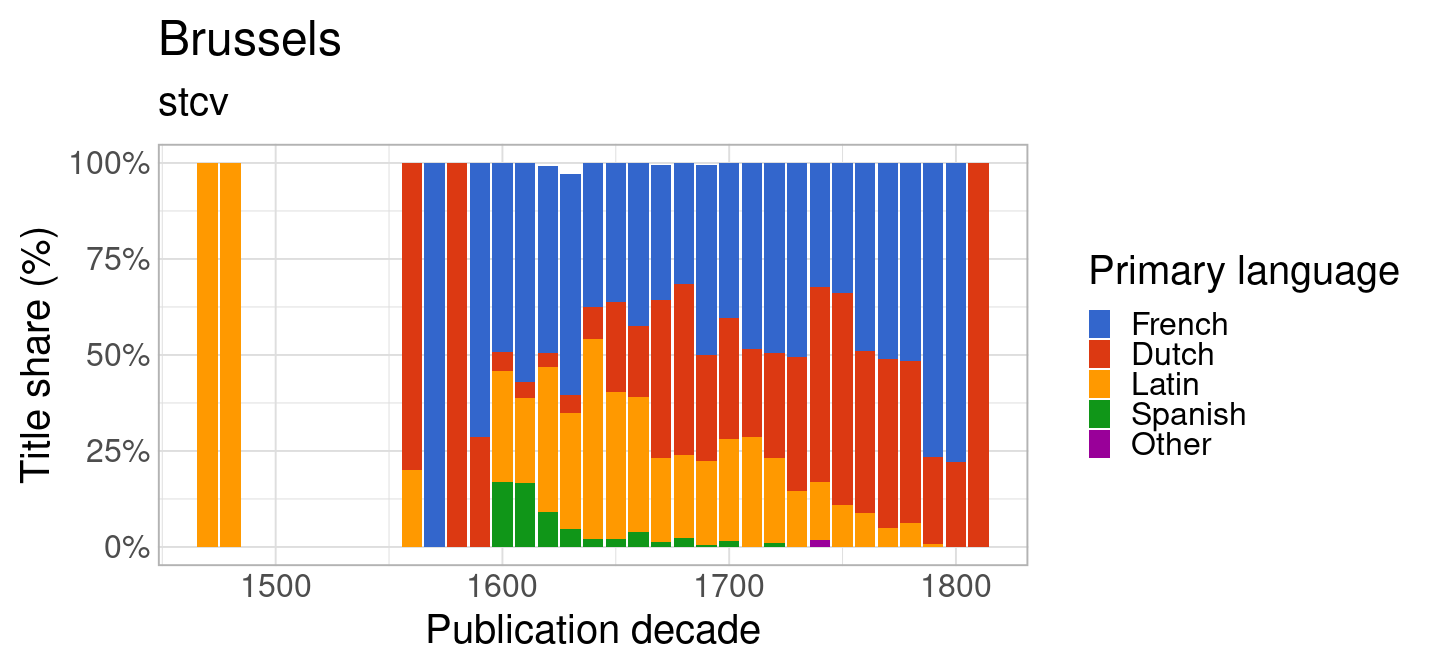 Brussels
stcv
Title share (%)
100%
75%
50%
25%
0%
1500 1600 1700 1800
Publication decade
Primary language
French
Dutch
Latin
Spanish
Other